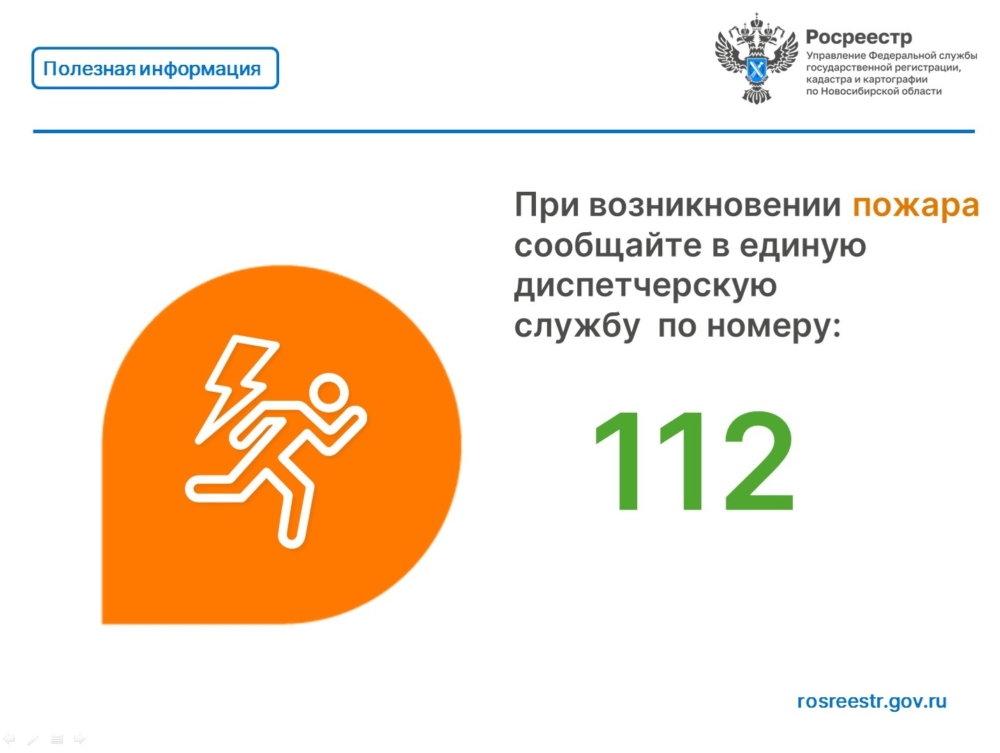 Полезная информация
Росреестр
Управление Федеральной службы
государственной регистрации,
кадастра и картографии
по Новосибирской области
При возникновении пожара
сообщайте в единую
диспетчерскую
службу по номеру:
112
rosreestr.gov.ru